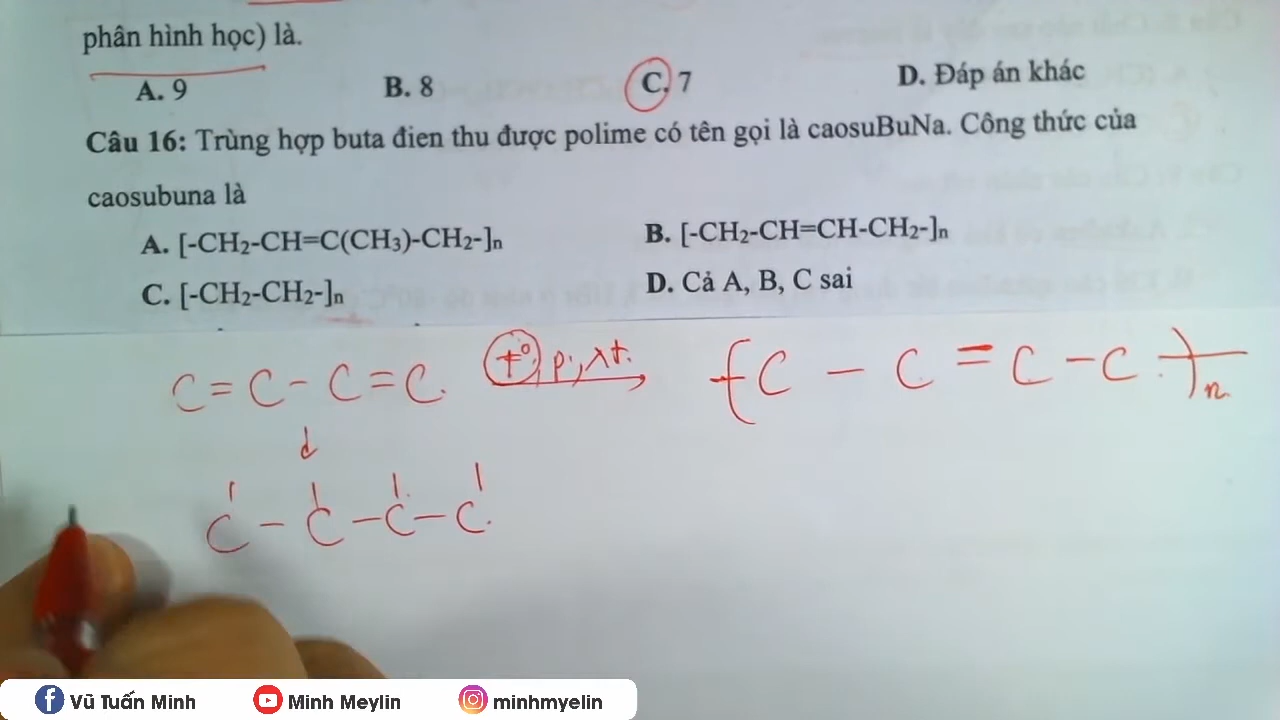 phân hình học) là.
A. 9 B. 8 C. 7 D. Đáp án khác
Câu 16: Trùng hợp buta đien thu được polime có tên gọi là caosuBuNa. Công thức của
caosubuna là
A. [-CH₂-CH=C(CH₃)-CH₂-]n B. [-CH₂-CH=CH-CH₂-]n
C. [-CH₂-CH₂-]n D. Cả A, B, C sai
C = C - C = C. t⁰, p, xt. ( C - C = C - C )n
C - C - C - C.
Vũ Tuấn Minh Minh Meylin minhmyelin